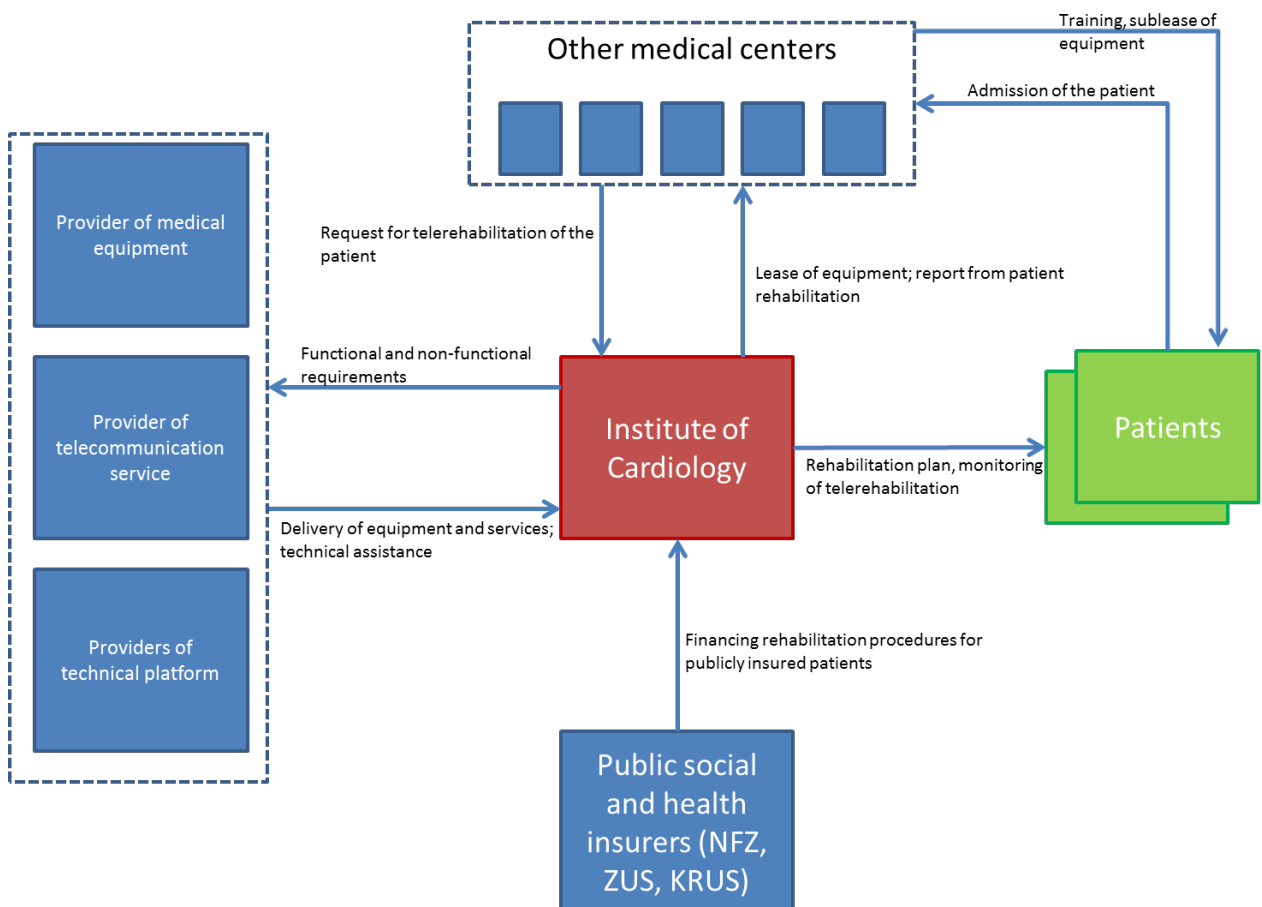 Other medical centers
Training, sublease of
equipment
Admission of the patient
Provider of medical
equipment
Request for telerehabilitation of the
patient
Lease of equipment; report from patient
rehabilitation
Functional and non-functional
requirements
Provider of
telecommunication
service
Institute of
Cardiology
Patients
Rehabilitation plan, monitoring
of telerehabilitation
Delivery of equipment and services;
technical assistance
Providers of
technical platform
Financing rehabilitation procedures for
publicly insured patients
Public social
and health
insurers (NFZ,
ZUS, KRUS)